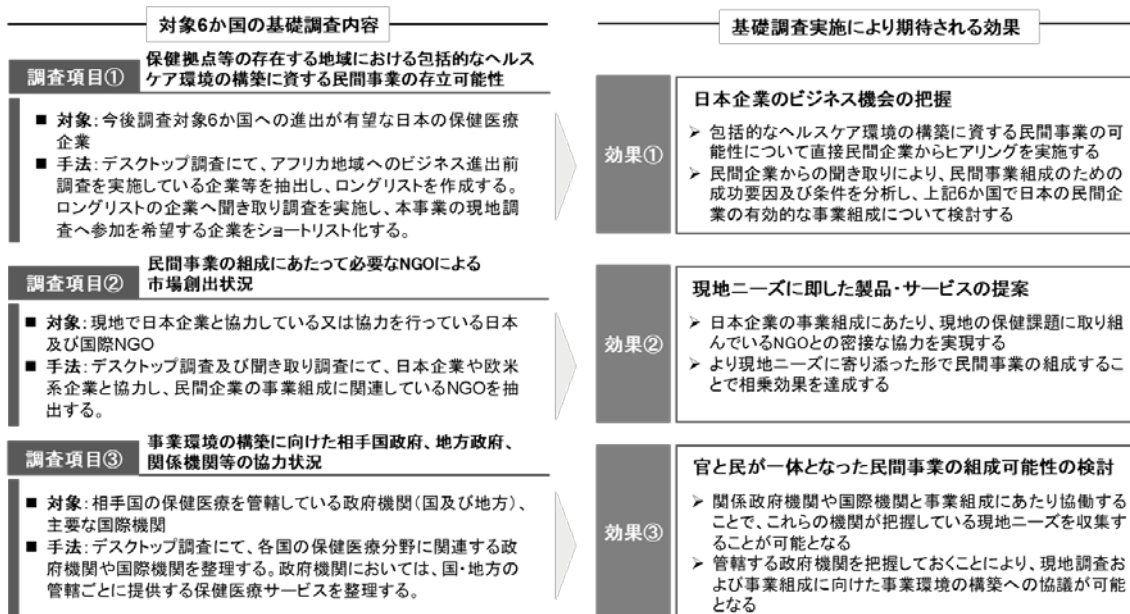 対象6か国の基礎調査内容
調査項目①
保健拠点等の存在する地域における包括的なヘルス
ケア環境の構築に資する民間事業の存立可能性
■ 対象：今後調査対象6か国への進出が有望な日本の保健医療
企業
■ 手法：デスクトップ調査にて、アフリカ地域へのビジネス進出前
調査を実施している企業等を抽出し、ロングリストを作成する。
ロングリストの企業へ聞き取り調査を実施し、本事業の現地調
査へ参加を希望する企業をショートリスト化する。
調査項目②
民間事業の組成にあたって必要なNGOによる
市場創出状況
■ 対象：現地で日本企業と協力している又は協力を行っている日本
及び国際NGO
■ 手法：デスクトップ調査及び聞き取り調査にて、日本企業や欧米
系企業と協力し、民間企業の事業組成に関連しているNGOを抽
出する。
調査項目③
事業環境の構築に向けた相手国政府、地方政府、
関係機関等の協力状況
■ 対象：相手国の保健医療を管轄している政府機関（国及び地方）、
主要な国際機関
■ 手法：デスクトップ調査にて、各国の保健医療分野に関連する政
府機関や国際機関を整理する。政府機関においては、国・地方の
管轄ごとに提供する保健医療サービスを整理する。
基礎調査実施により期待される効果
効果①
日本企業のビジネス機会の把握
➢ 包括的なヘルスケア環境の構築に資する民間事業の可
能性について直接民間企業からヒアリングを実施する
➢ 民間企業からの聞き取りにより、民間事業組成のための
成功要因及び条件を分析し、上記6か国で日本の民間企
業の有効的な事業組成について検討する
効果②
現地ニーズに即した製品・サービスの提案
➢ 日本企業の事業組成にあたり、現地の保健課題に取り組
んでいるNGOとの密接な協力を実現する
➢ より現地ニーズに寄り添った形で民間事業の組成するこ
とで相乗効果を達成する
効果③
官と民が一体となった民間事業の組成可能性の検討
➢ 関係政府機関や国際機関と事業組成にあたり協働する
ことで、これらの機関が把握している現地ニーズを収集す
ることが可能となる
➢ 管轄する政府機関を把握しておくことにより、現地調査お
よび事業組成に向けた事業環境の構築への協議が可能
となる